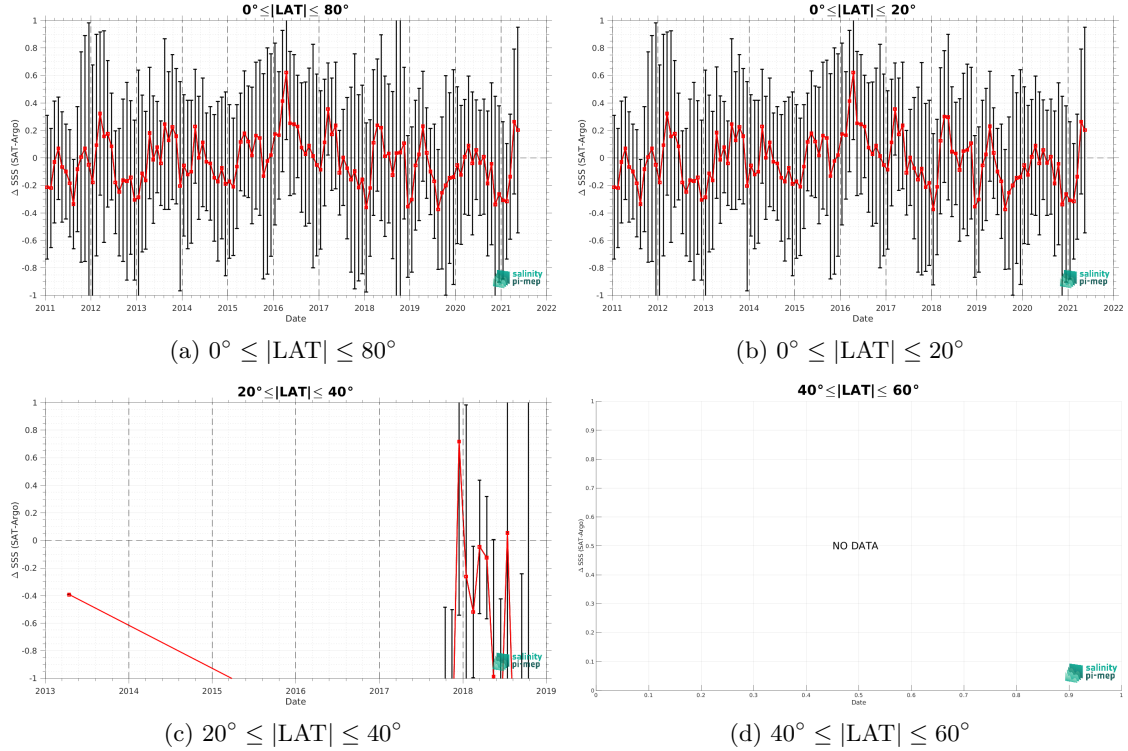 0°≤|LAT|≤ 80°
1
0.8
0.6
0.4
0.2
0
-0.2
-0.4
-0.6
-0.8
-1
Δ SSS (SAT-Argo)
2011 2012 2013 2014 2015 2016 2017 2018 2019 2020 2021 2022
Date
salinity
pi-mep
(a) 0° ≤ |LAT| ≤ 80°
0°≤|LAT|≤ 20°
1
0.8
0.6
0.4
0.2
0
-0.2
-0.4
-0.6
-0.8
-1
Δ SSS (SAT-Argo)
2011 2012 2013 2014 2015 2016 2017 2018 2019 2020 2021 2022
Date
salinity
pi-mep
(b) 0° ≤ |LAT| ≤ 20°
20°≤|LAT|≤ 40°
1
0.8
0.6
0.4
0.2
0
-0.2
-0.4
-0.6
-0.8
-1
Δ SSS (SAT-Argo)
2013 2014 2015 2016 2017 2018 2019
Date
salinity
pi-mep
(c) 20° ≤ |LAT| ≤ 40°
40°≤|LAT|≤ 60°
1
0.9
0.8
0.7
0.6
0.5
0.4
0.3
0.2
0.1
0
Δ SSS (SAT-Argo)
NO DATA
0 0.1 0.2 0.3 0.4 0.5 0.6 0.7 0.8 0.9 1
Date
salinity
pi-mep
(d) 40° ≤ |LAT| ≤ 60°